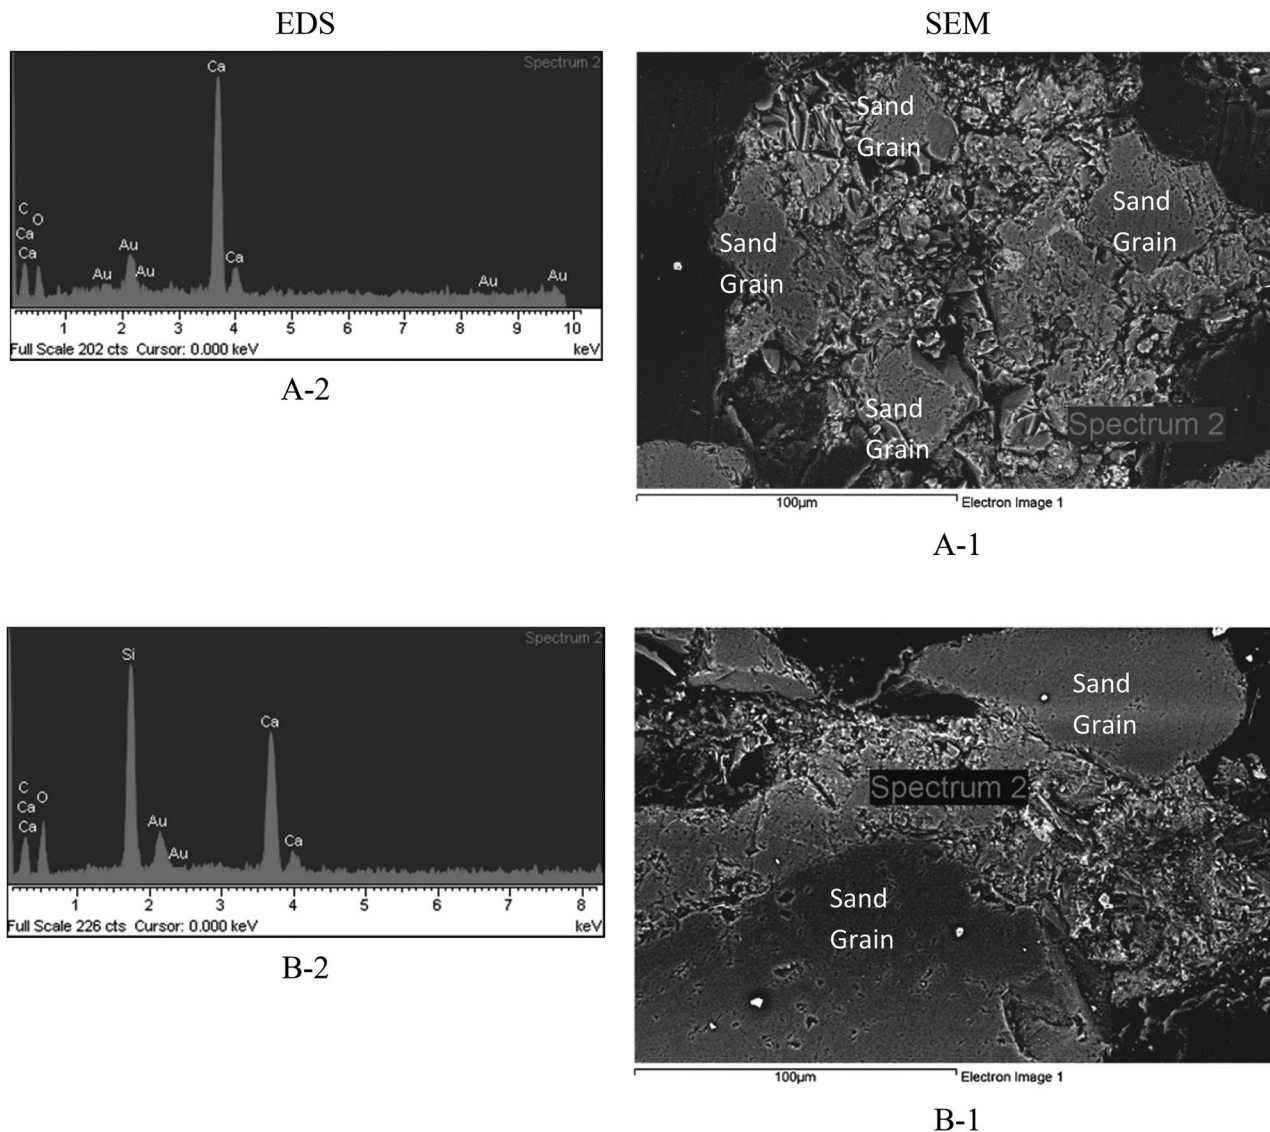 EDS
SEM
Spectrum 2
Ca
C
O
Ca
Ca
Au
Au
Au
Ca
Au
Au
1 2 3 4 5 6 7 8 9 10
Full Scale 202 cts Cursor: 0.000 keV keV
A-2
Sand
Grain
Sand
Grain
Sand
Grain
Sand
Grain
Spectrum 2
100µm Electron Image 1
A-1
Spectrum 2
Si
Ca
C
Ca
O
Ca
Au
Au
Ca
1 2 3 4 5 6 7 8
Full Scale 226 cts Cursor: 0.000 keV keV
B-2
Sand
Grain
Spectrum 2
Sand
Grain
100µm Electron Image 1
B-1